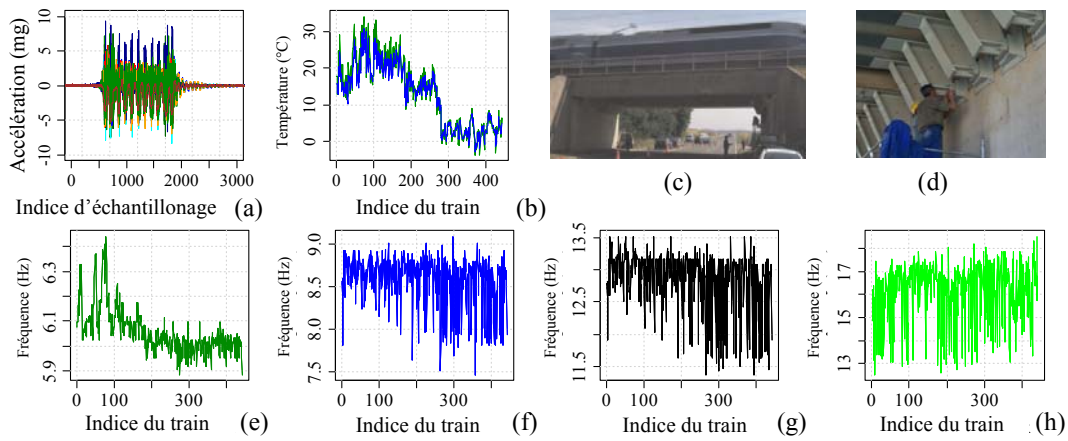 Accélération (mg)
10
5
0
-5
-10
0 1000 2000 3000
Indice d'échantillonage (a)
Température (°C)
30
20
10
0
0 100 200 300 400
Indice du train (b)
(c)
(d)
Fréquence (Hz)
6.3
6.1
5.9
0 100 300
Indice du train (e)
Fréquence (Hz)
9.0
8.5
8.0
7.5
0 100 300
Indice du train (f)
Fréquence (Hz)
13.5
12.5
11.5
0 100 300
Indice du train (g)
Fréquence (Hz)
17
15
13
0 100 300
Indice du train (h)